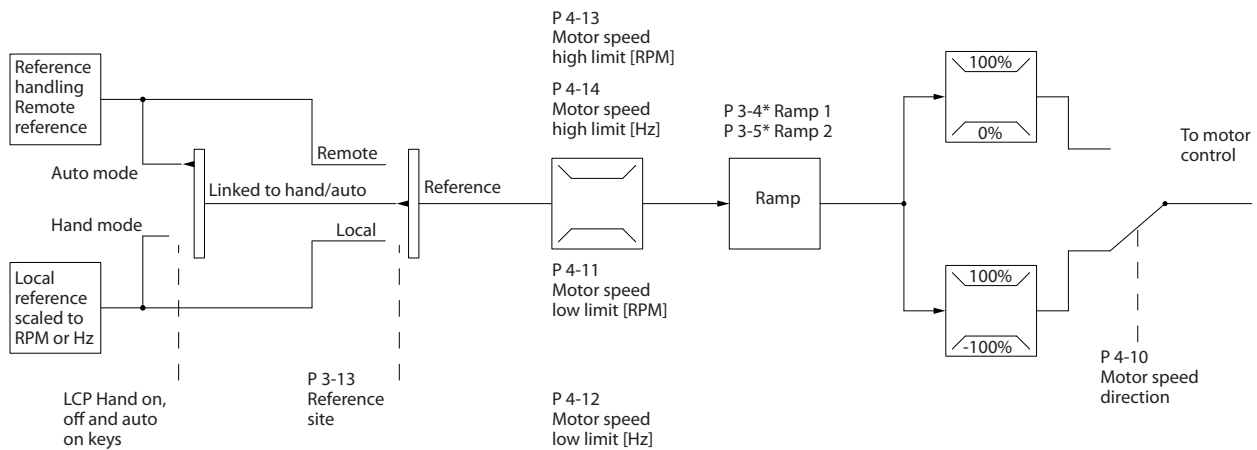 P 4-13
Motor speed
high limit [RPM]
P 4-14
Motor speed
high limit [Hz]
Reference
handling
Remote
reference
Auto mode
Hand mode
Local
reference
scaled to
RPM or Hz
LCP Hand on,
off and auto
on keys
Linked to hand/auto
Remote
Local
P 3-13
Reference
site
Reference
P 4-11
Motor speed
low limit [RPM]
P 4-12
Motor speed
low limit [Hz]
P 3-4* Ramp 1
P 3-5* Ramp 2
Ramp
100%
0%
100%
-100%
To motor
control
P 4-10
Motor speed
direction